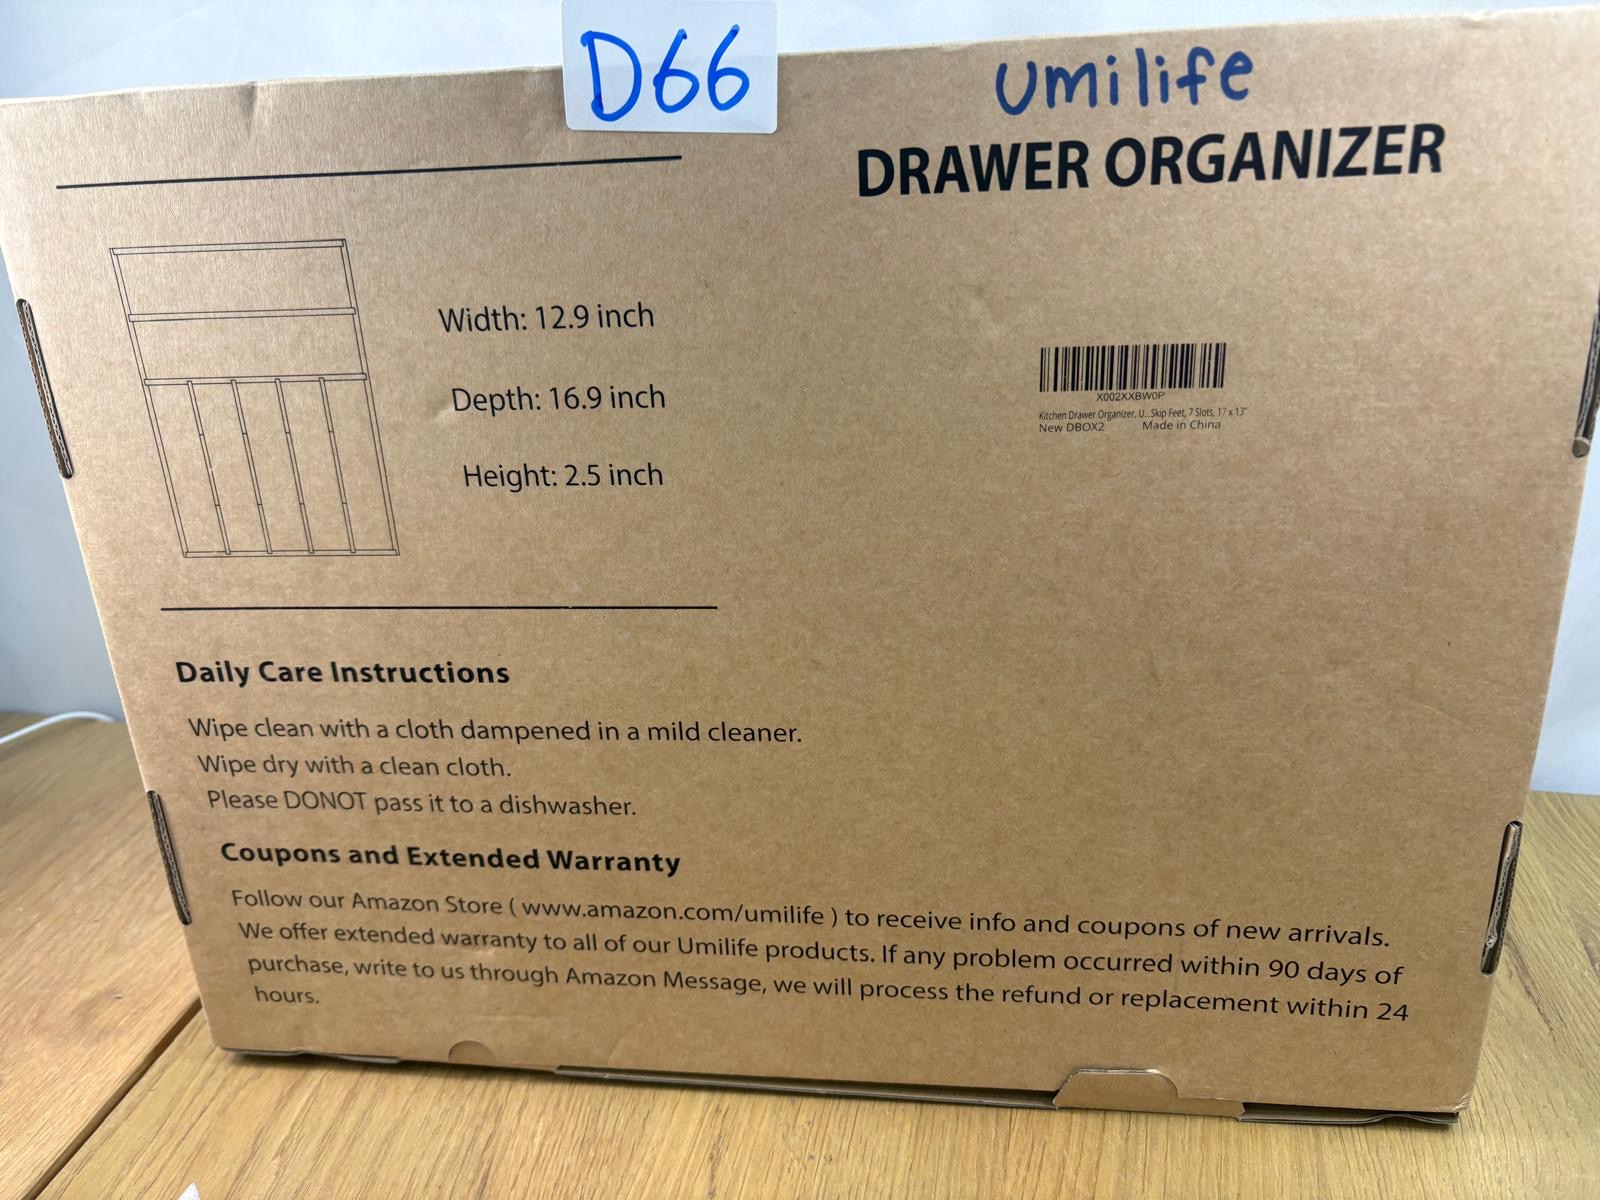 D66
Umilife
DRAWER ORGANIZER
Width: 12.9 inch
Depth: 16.9 inch
Height: 2.5 inch
X002XXBW0P
Kitchen Drawer Organizer, U...Skip Feet, 7 Slots, 17 x 13"
New DBOX2 Made in China
Daily Care Instructions
Wipe clean with a cloth dampened in a mild cleaner.
Wipe dry with a clean cloth.
Please DONOT pass it to a dishwasher.
Coupons and Extended Warranty
Follow our Amazon Store ( www.amazon.com/umilife ) to receive info and coupons of new arrivals.
We offer extended warranty to all of our Umilife products. If any problem occurred within 90 days of
purchase, write to us through Amazon Message, we will process the refund or replacement within 24
hours.